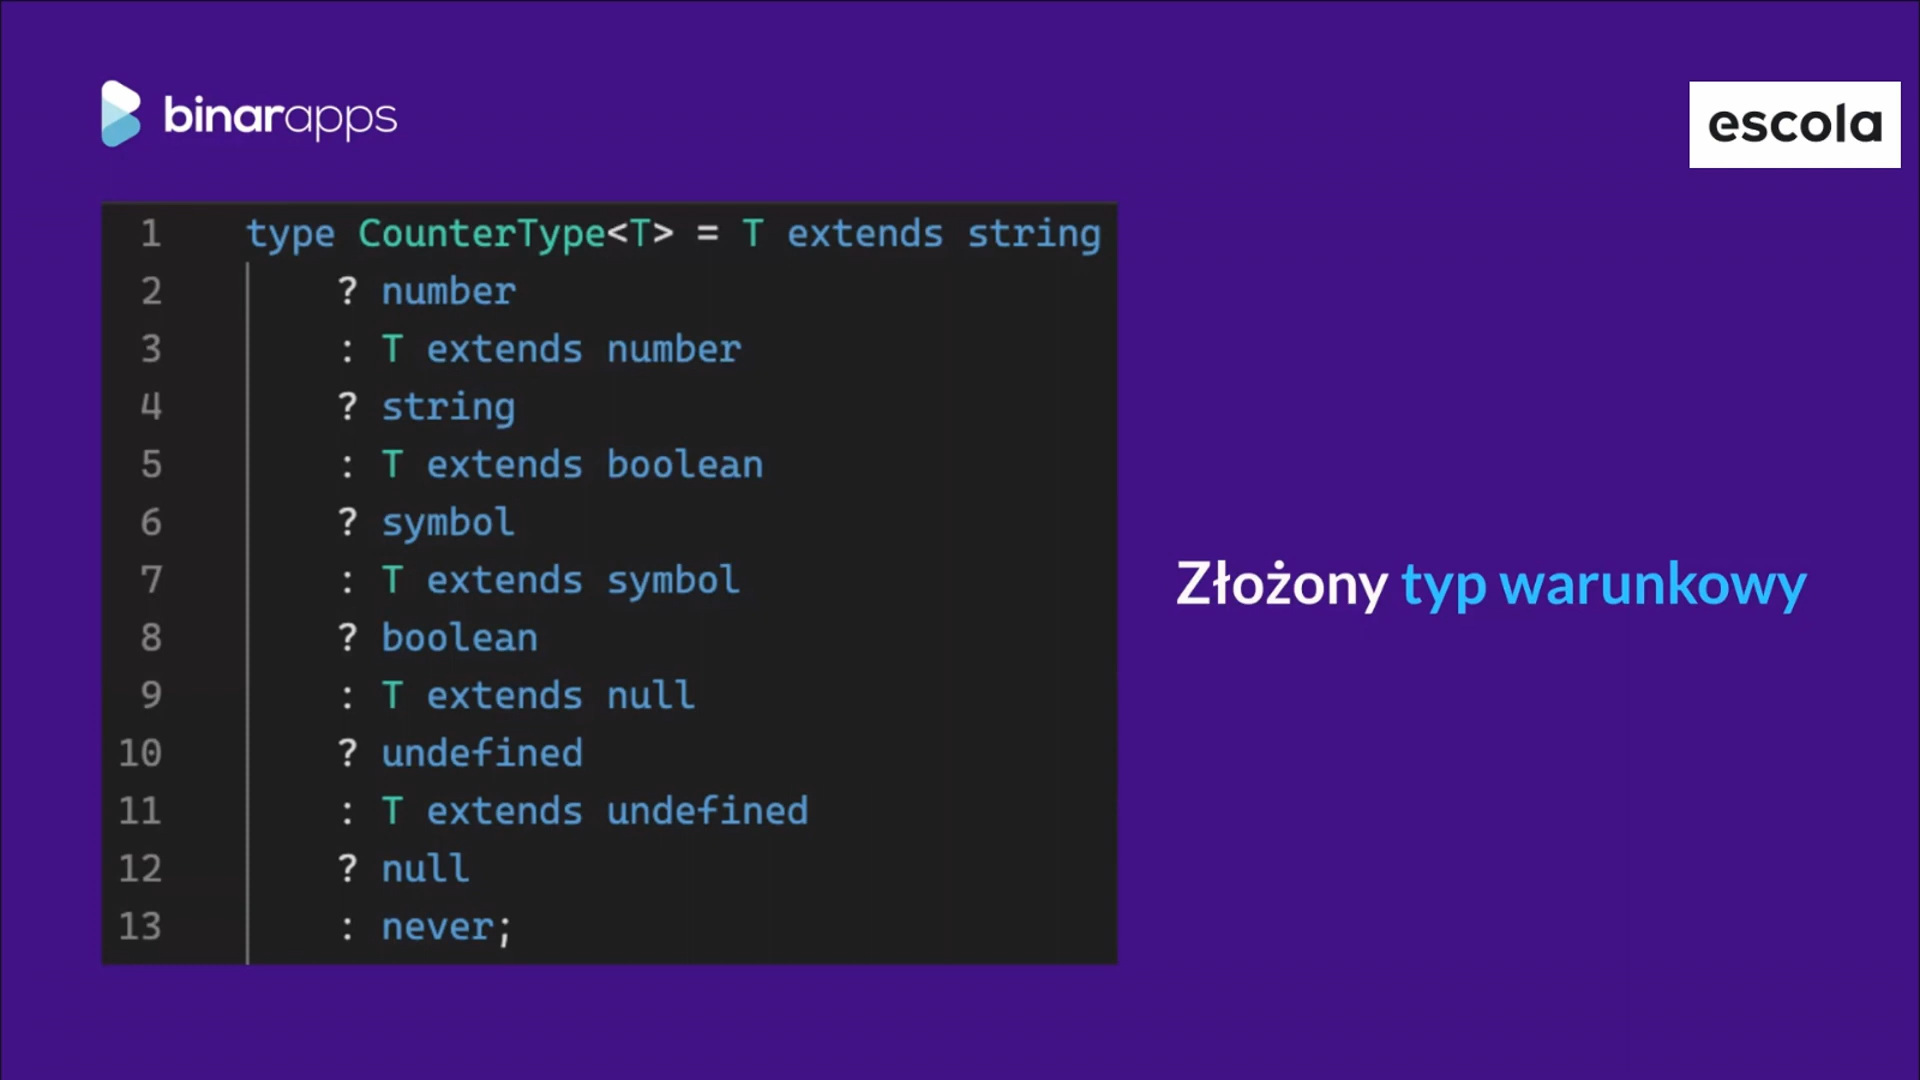 binarapps
escola
1 type CounterType<T> = T extends string
2 ? number
3 : T extends number
4 ? string
5 : T extends boolean
6 ? symbol
7 : T extends symbol
8 ? boolean
9 : T extends null
10 ? undefined
11 : T extends undefined
12 ? null
13 : never;
Złożony typ warunkowy